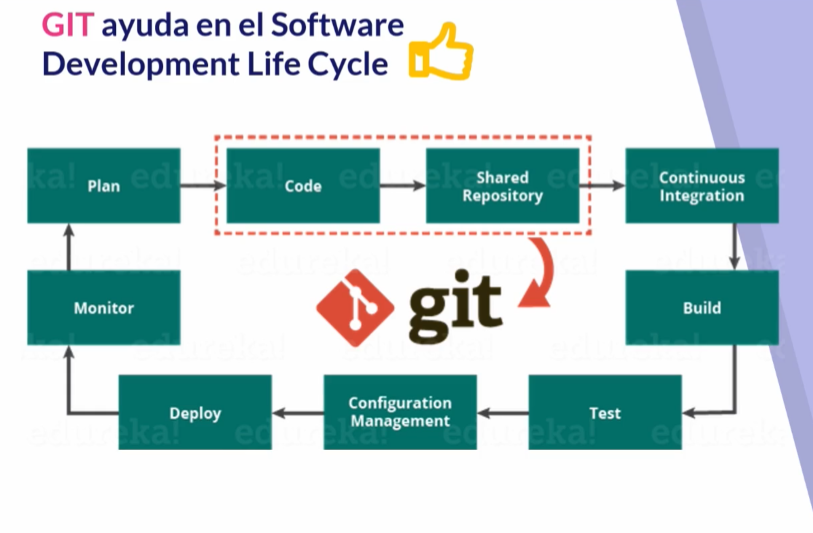 GIT ayuda en el Software
Development Life Cycle
Plan
Code
Shared
Repository
Continuous
Integration
Monitor
git
Build
Deploy
Configuration
Management
Test
edureka!